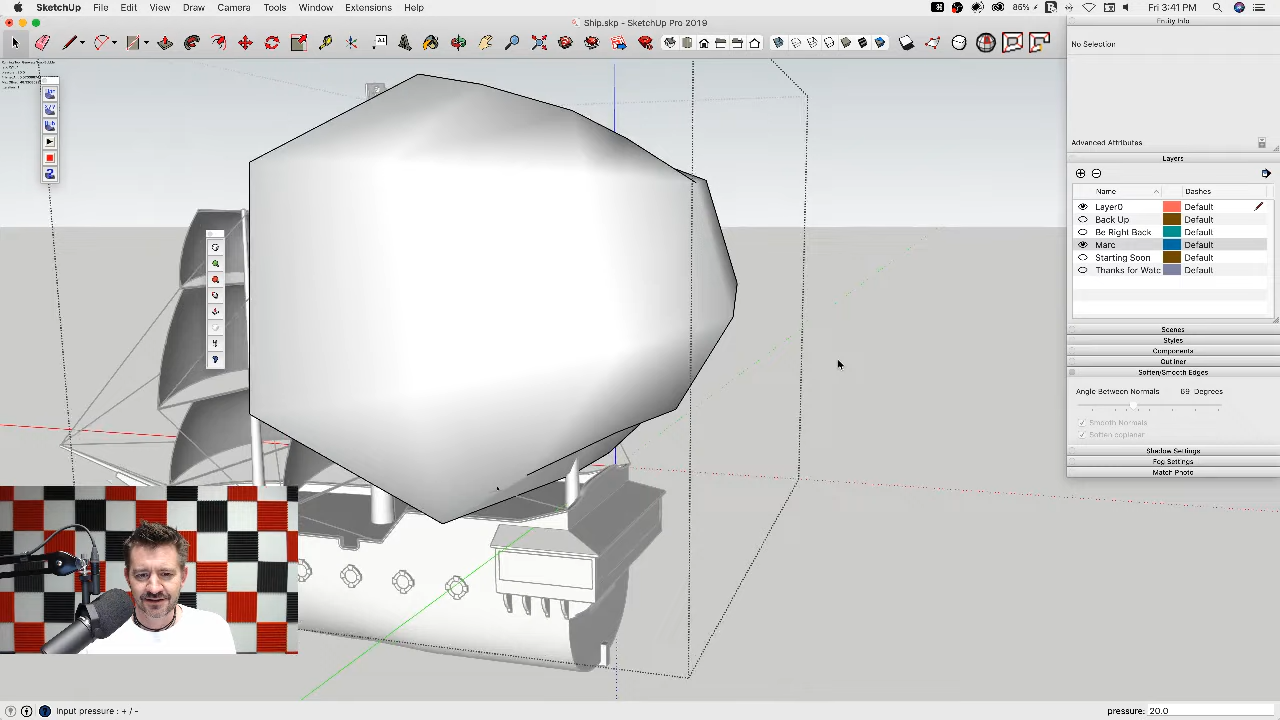 SketchUp File Edit View Draw Camera Tools Window Extensions Help 86% Fri 3:41 PM
Ship.skp - SketchUp Pro 2019
Entity Info
No Selection
Advanced Attributes
Layers
Name Dashes
Layer0 Default
Back Up Default
Be Right Back Default
Marc Default
Starting Soon Default
Thanks for Watc Default
Scenes
Styles
Components
Outliner
Soften/Smooth Edges
Angle Between Normals 69 Degrees
Smooth Normals
Soften coplanar
Shadow Settings
Fog Settings
Match Photo
Input pressure : + / - pressure: 20.0